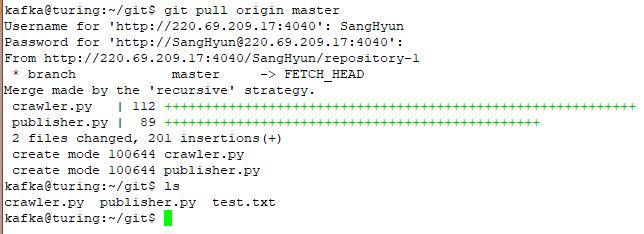 kafka@turing:~/git$ git pull origin master
Username for 'http://220.69.209.17:4040': SangHyun
Password for 'http://SangHyun@220.69.209.17:4040':
From http://220.69.209.17:4040/SangHyun/repository-1
 * branch            master     -> FETCH_HEAD
Merge made by the 'recursive' strategy.
 crawler.py   | 112 +++++++++++++++++++++++++++++++++++++++++++++++++++++++++++
 publisher.py |  89 +++++++++++++++++++++++++++++++++++++++++++++++
 2 files changed, 201 insertions(+)
 create mode 100644 crawler.py
 create mode 100644 publisher.py
kafka@turing:~/git$ ls
crawler.py  publisher.py  test.txt
kafka@turing:~/git$